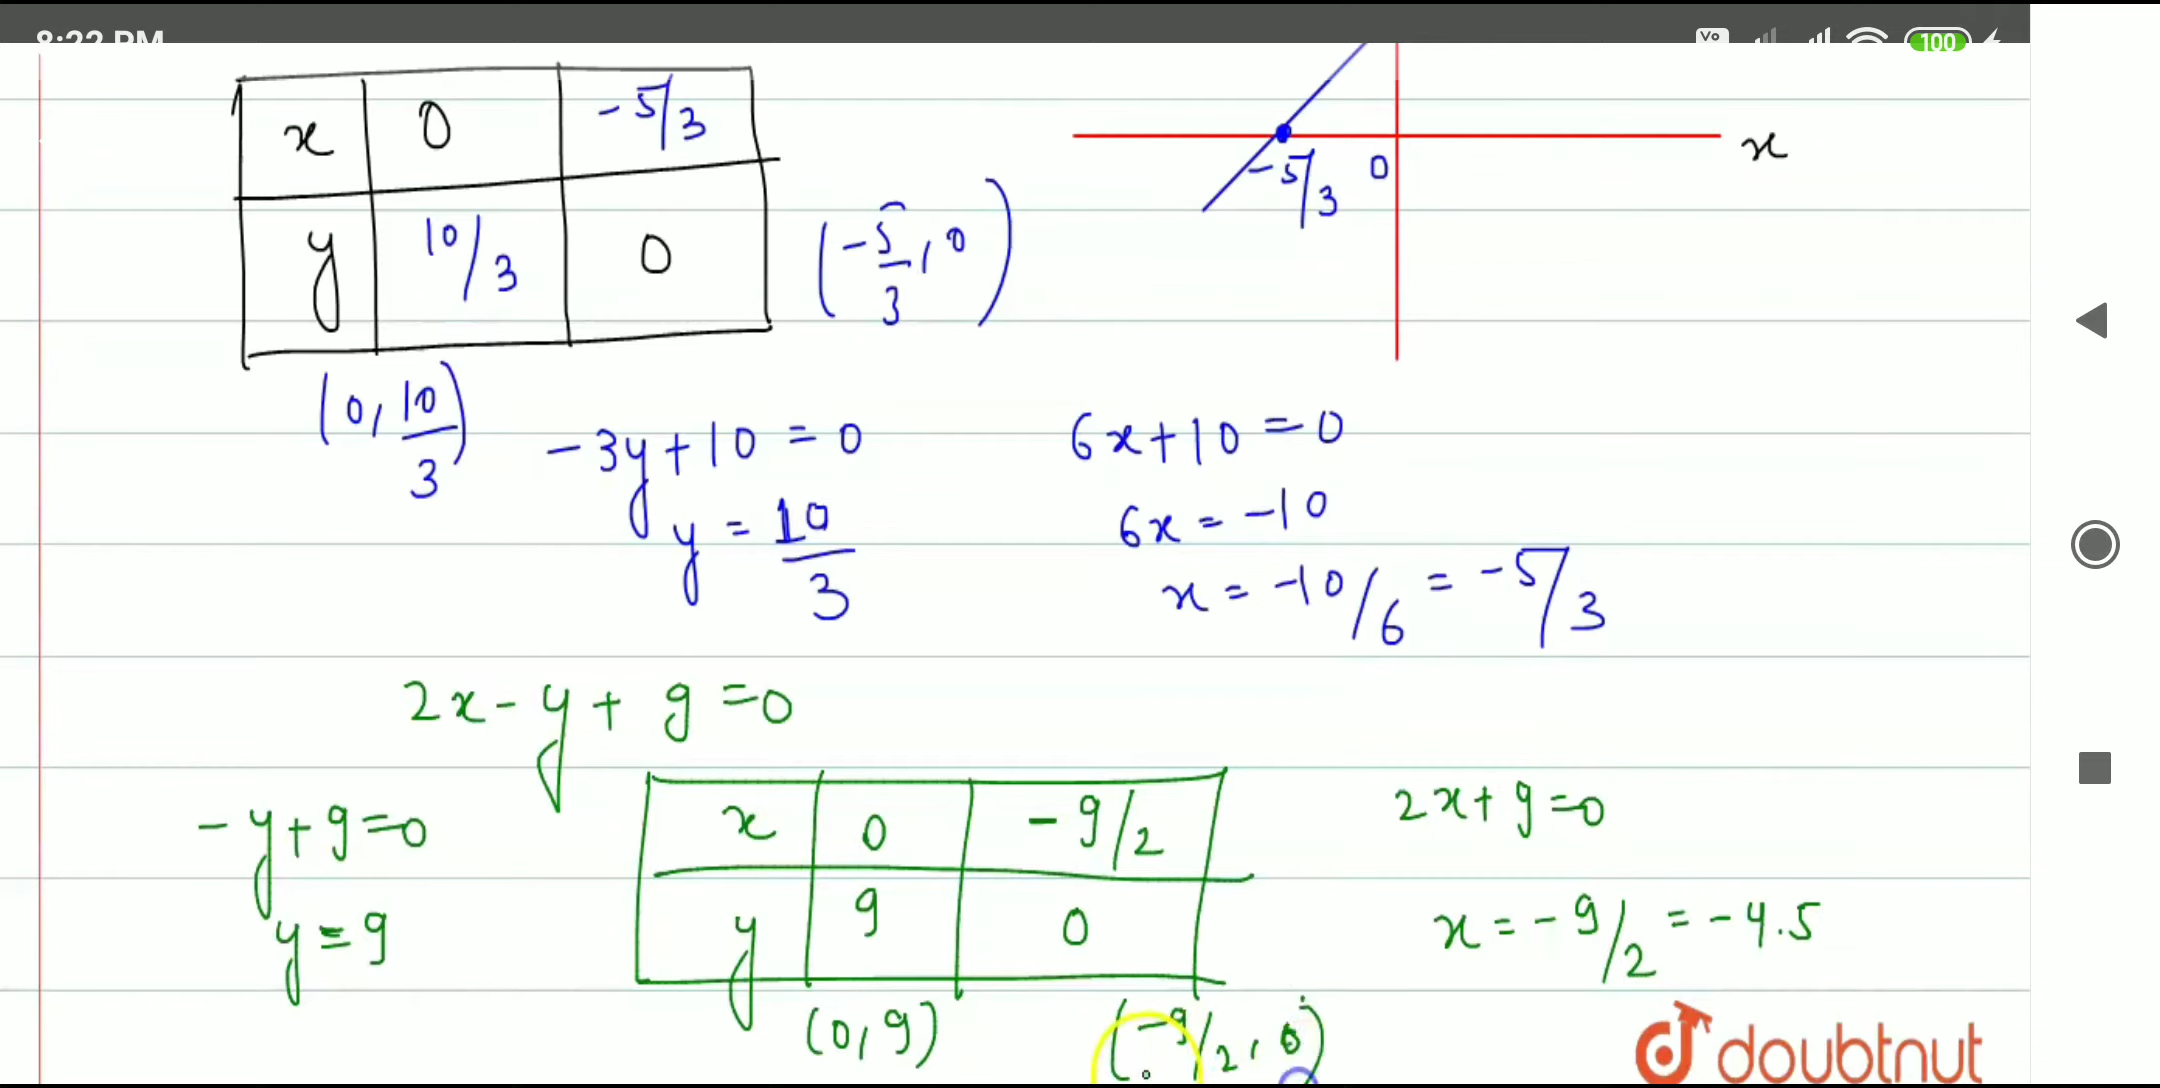 Vo 100
x 0 -5/3
y 10/3 0
(-5/3, 0)
-5/3 0 x
(0, 10/3)
-3y+10=0
y = 10/3
6x+10=0
6x = -10
x = -10/6 = -5/3
2x-y+9=0
-y+9=0
y=9
x 0 -9/2
y 9 0
(0,9) (-9/2, 0)
2x+9=0
x = -9/2 = -4.5
doubtnut